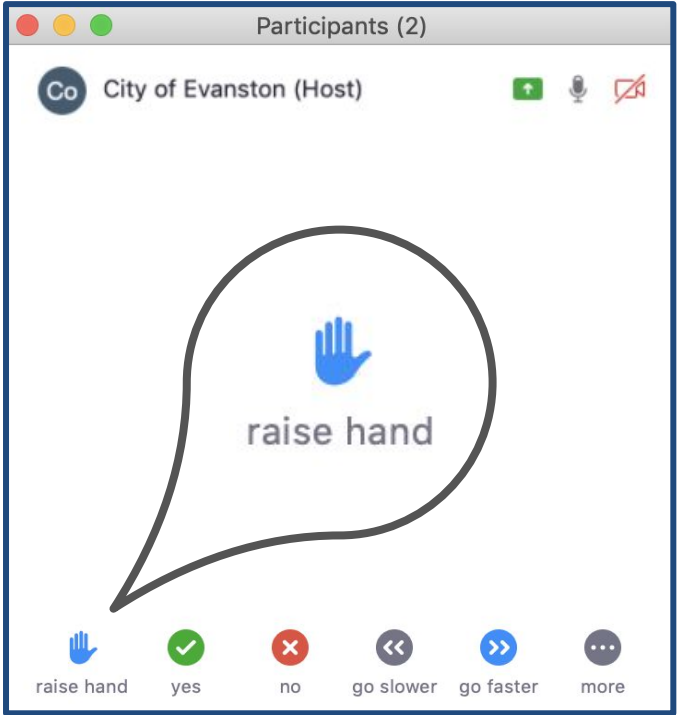 Participants (2)
Co City of Evanston (Host)
raise hand
raise hand yes no go slower go faster more